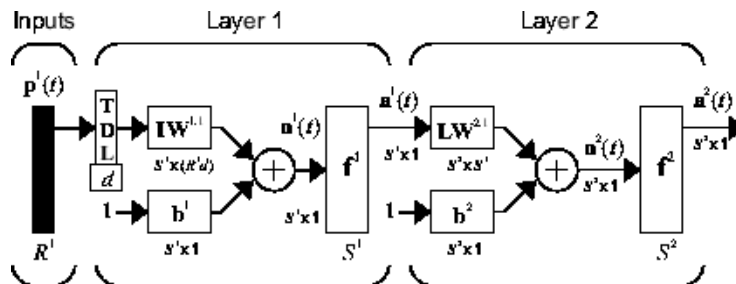 Inputs Layer 1 Layer 2
p¹(t) n¹(t) a¹(t) n²(t) a²(t)
T
D
L
d
IW¹,¹ f¹ LW²,¹ f²
S¹x(R¹d) S¹x1 S²xS¹ S²x1 S²x1
1 b¹ S¹x1 1 b²
R¹ S¹x1 S¹ S²x1 S²